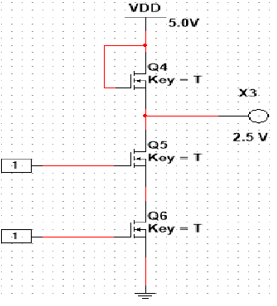 VDD
5.0V
Q4
Key = T
X3
2.5 V
Q5
Key = T
1
Q6
Key = T
1